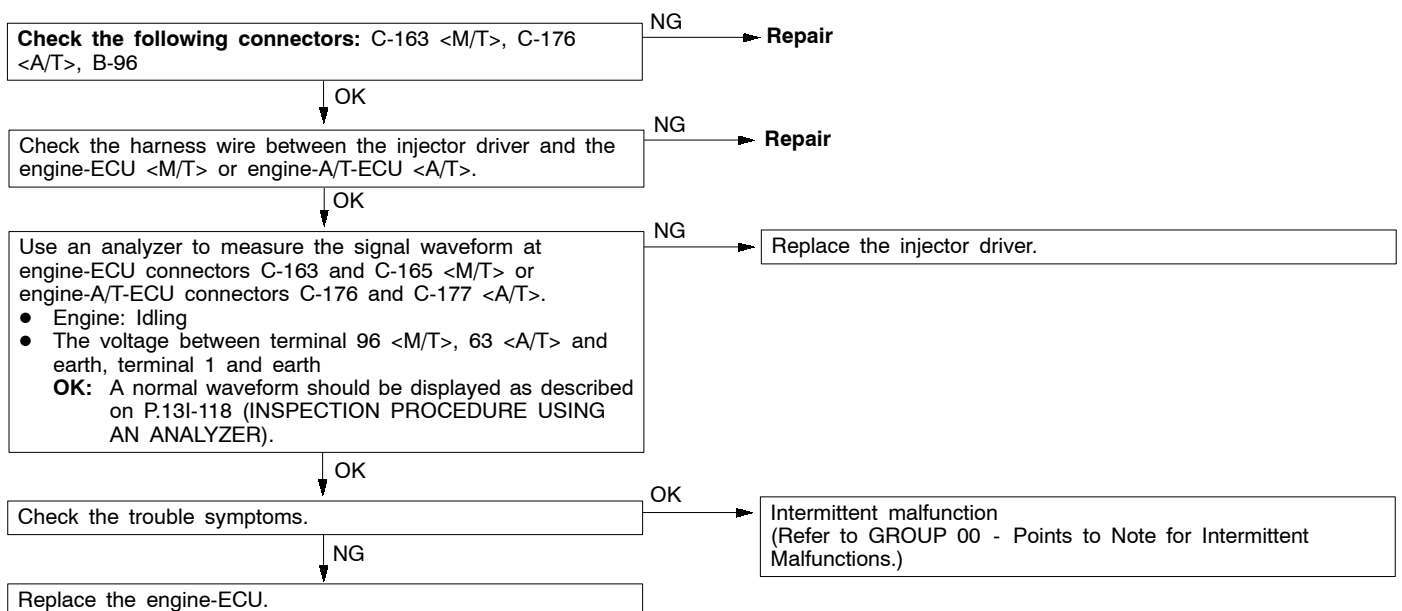 Check the following connectors: C-163 <M/T>, C-176
<A/T>, B-96
NG
Repair
OK
Check the harness wire between the injector driver and the
engine-ECU <M/T> or engine-A/T-ECU <A/T>.
NG
Repair
OK
Use an analyzer to measure the signal waveform at
engine-ECU connectors C-163 and C-165 <M/T> or
engine-A/T-ECU connectors C-176 and C-177 <A/T>.
● Engine: Idling
● The voltage between terminal 96 <M/T>, 63 <A/T> and
earth, terminal 1 and earth
OK: A normal waveform should be displayed as described
on P.13I-118 (INSPECTION PROCEDURE USING
AN ANALYZER).
NG
Replace the injector driver.
OK
Check the trouble symptoms.
OK
Intermittent malfunction
(Refer to GROUP 00 - Points to Note for Intermittent
Malfunctions.)
NG
Replace the engine-ECU.